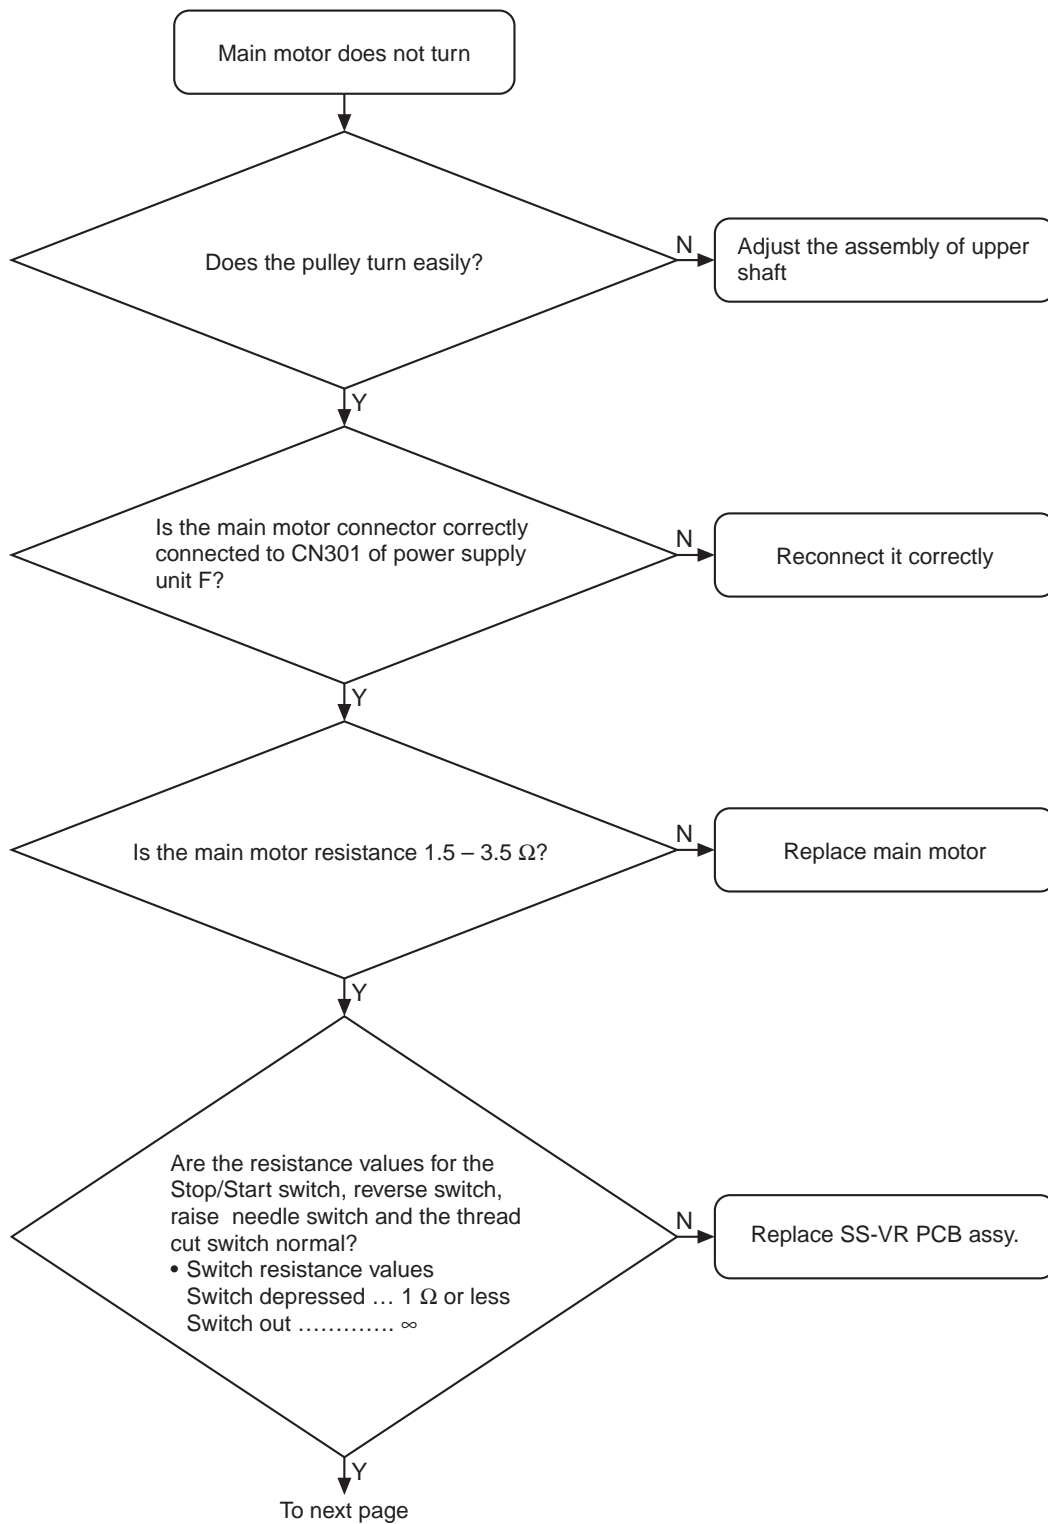 Main motor does not turn
Does the pulley turn easily?
N
Adjust the assembly of upper
shaft
Y
Is the main motor connector correctly
connected to CN301 of power supply
unit F?
N
Reconnect it correctly
Y
Is the main motor resistance 1.5 – 3.5 Ω?
N
Replace main motor
Y
Are the resistance values for the
Stop/Start switch, reverse switch,
raise  needle switch and the thread
cut switch normal?
• Switch resistance values
Switch depressed … 1 Ω or less
Switch out …………. ∞
N
Replace SS-VR PCB assy.
Y
To next page